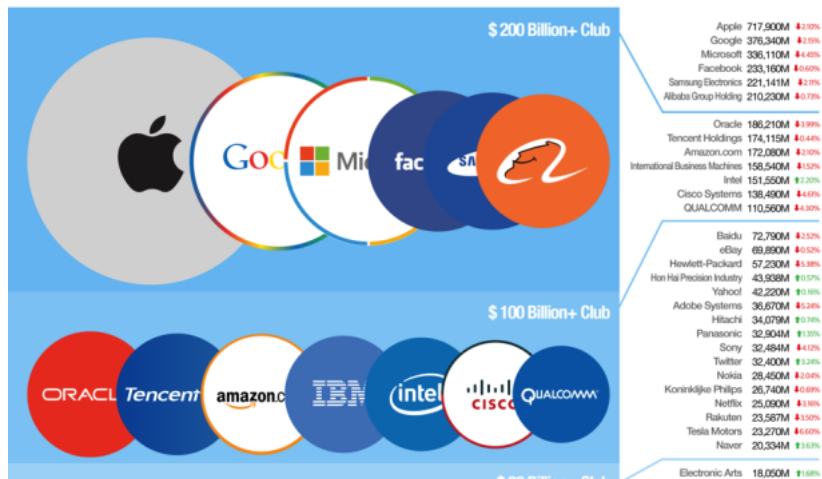 $ 200 Billion+ Club
Goo
Mic
fac
SA
$ 100 Billion+ Club
ORACL
Tencent
amazon.c
IBM
intel
CISCO
QUALCOMM
Billion+ Club
Apple 717,900M 2.10%
Google 376,340M 2.15%
Microsoft 336,110M 4.45%
Facebook 233,160M 0.60%
Samsung Electronics 221,141M 2.11%
Alibaba Group Holding 210,230M 0.73%
Oracle 186,210M 3.99%
Tencent Holdings 174,115M 0.44%
Amazon.com 172,080M 2.10%
International Business Machines 158,540M 1.52%
Intel 151,550M 2.20%
Cisco Systems 138,490M 4.61%
QUALCOMM 110,560M 4.30%
Baidu 72,790M 2.52%
eBay 69,890M 0.52%
Hewlett-Packard 57,230M 5.38%
Hon Hai Precision Industry 43,938M 0.57%
Yahoo! 42,220M 0.16%
Adobe Systems 36,670M 5.24%
Hitachi 34,079M 0.74%
Panasonic 32,904M 1.35%
Sony 32,484M 4.12%
Twitter 32,400M 3.24%
Nokia 28,450M 2.04%
Koninklijke Philips 26,740M 0.69%
Netflix 25,090M 3.16%
Rakuten 23,587M 3.50%
Tesla Motors 23,270M 6.60%
Naver 20,334M 3.63%
Electronic Arts 18,050M 1.68%